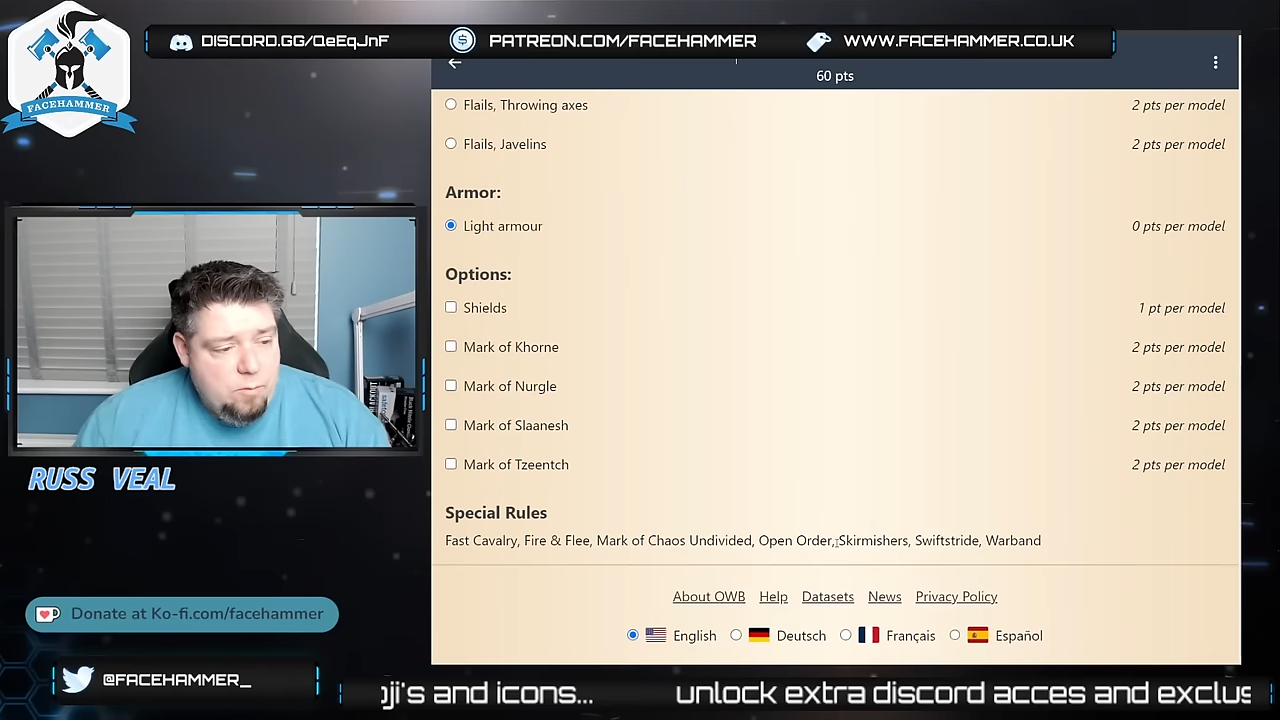 DISCORD.GG/QeEqJnF
PATREON.COM/FACEHAMMER
WWW.FACEHAMMER.CO.UK
FACEHAMMER
60 pts
Flails, Throwing axes 2 pts per model
Flails, Javelins 2 pts per model
Armor:
Light armour 0 pts per model
Options:
Shields 1 pt per model
Mark of Khorne 2 pts per model
Mark of Nurgle 2 pts per model
Mark of Slaanesh 2 pts per model
Mark of Tzeentch 2 pts per model
Special Rules
Fast Cavalry, Fire & Flee, Mark of Chaos Undivided, Open Order, Skirmishers, Swiftstride, Warband
About OWB Help Datasets News Privacy Policy
English Deutsch Français Español
RUSS VEAL
Donate at Ko-fi.com/facehammer
@FACEHAMMER_
oji's and icons... unlock extra discord acces and exclus